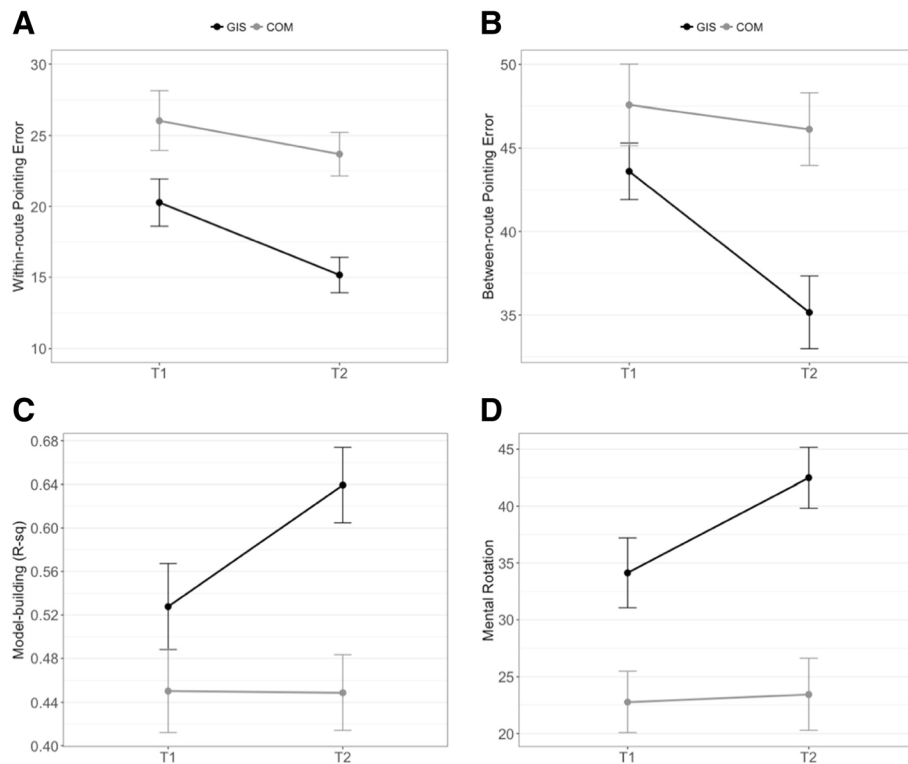 A
GIS COM
Within-route Pointing Error
30
25
20
15
10
T1 T2
B
GIS COM
Between-route Pointing Error
50
45
40
35
T1 T2
C
Model-building (R-sq)
0.68
0.64
0.60
0.56
0.52
0.48
0.44
0.40
T1 T2
D
Mental Rotation
45
40
35
30
25
20
T1 T2